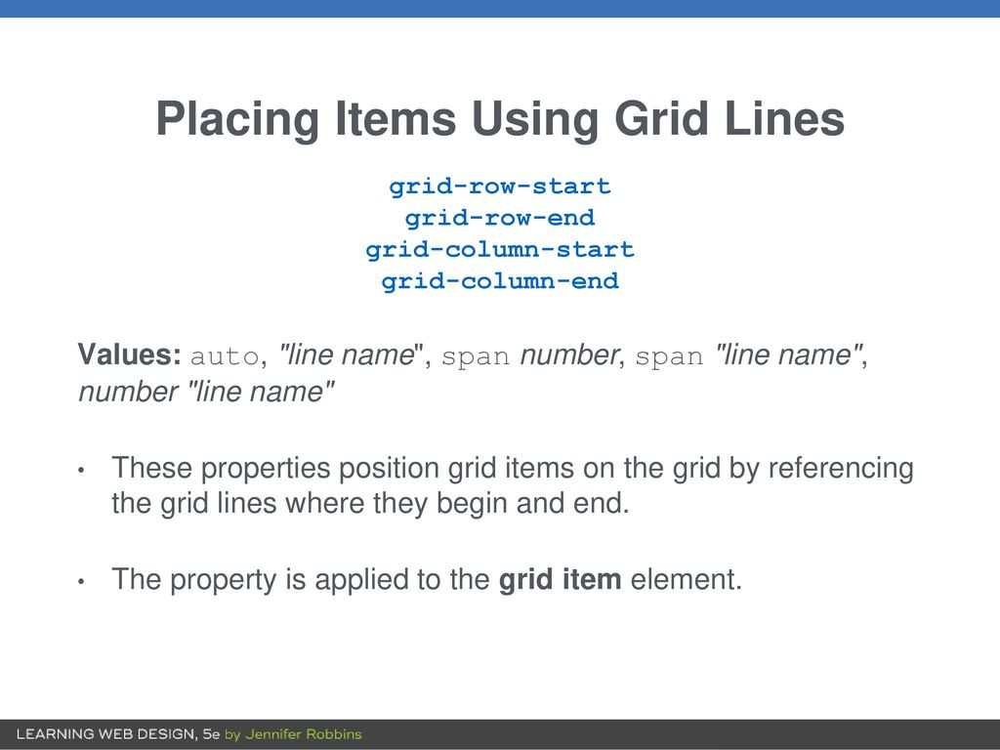 Placing Items Using Grid Lines
grid-row-start
grid-row-end
grid-column-start
grid-column-end
Values: auto, "line name", span number, span "line name",
number "line name"
• These properties position grid items on the grid by referencing
the grid lines where they begin and end.
• The property is applied to the grid item element.
LEARNING WEB DESIGN, 5e by Jennifer Robbins